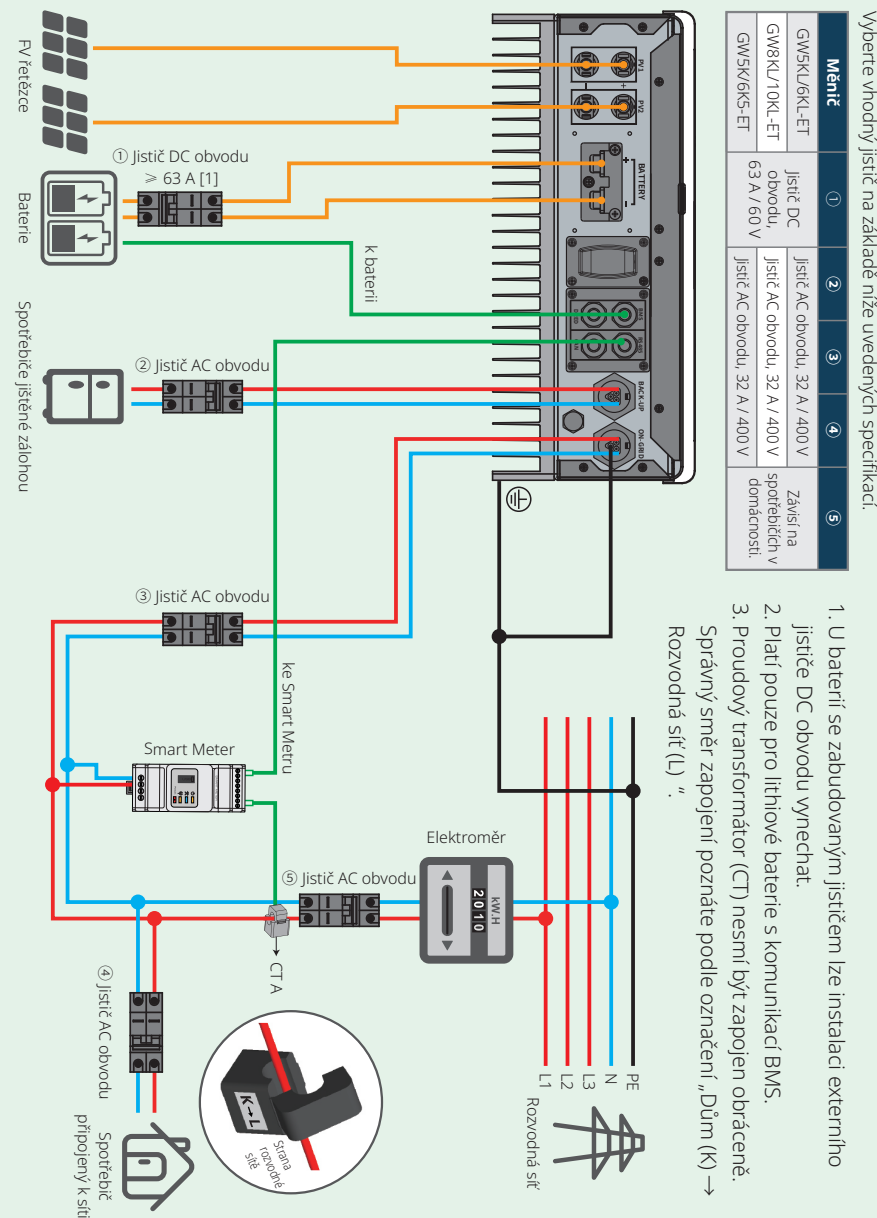 Vyberte vhodný jistič na základě níže uvedených specifikací.
Měnič ① ② ③ ④ ⑤
GW5KL/6KL-ET
GW8KL/10KL-ET
GW5K/6KS-ET
Jistič DC
obvodu,
63 A / 60 V
Jistič AC obvodu, 32 A / 400 V
Jistič AC obvodu, 32 A / 400 V
Jistič AC obvodu, 32 A / 400 V
Závisí na
spotřebičích v
domácnosti.
1. U baterií se zabudovaným jističem lze instalaci externího
jističe DC obvodu vynechat.
2. Platí pouze pro lithiové baterie s komunikací BMS.
3. Proudový transformátor (CT) nesmí být zapojen obráceně.
Správný směr zapojení poznáte podle označení „Dům (K) →
Rozvodná síť (L) “.
PV1
PV2
+
−
BATTERY
+
−
BMS
RS485
BACK-UP
ON-GRID
FV řetězce
① Jistič DC obvodu
≥ 63 A [1]
Baterie
k baterii
② Jistič AC obvodu
Spotřebiče jištěné zálohou
③ Jistič AC obvodu
ke Smart Metru
Smart Meter
Elektroměr
kW.H
2010
⑤ Jistič AC obvodu
CT A
④ Jistič AC obvodu
K→L
Strana
rozvodné
sítě
Spotřebič
připojený k síti
PE
N
L3
L2
L1
Rozvodná síť